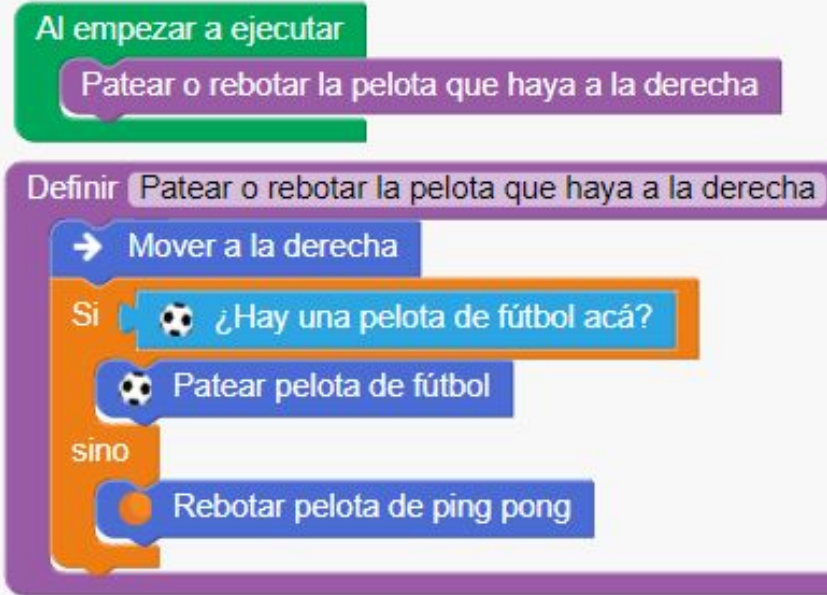 Al empezar a ejecutar
Patear o rebotar la pelota que haya a la derecha
Definir Patear o rebotar la pelota que haya a la derecha
Mover a la derecha
Si ¿Hay una pelota de fútbol acá?
Patear pelota de fútbol
sino
Rebotar pelota de ping pong